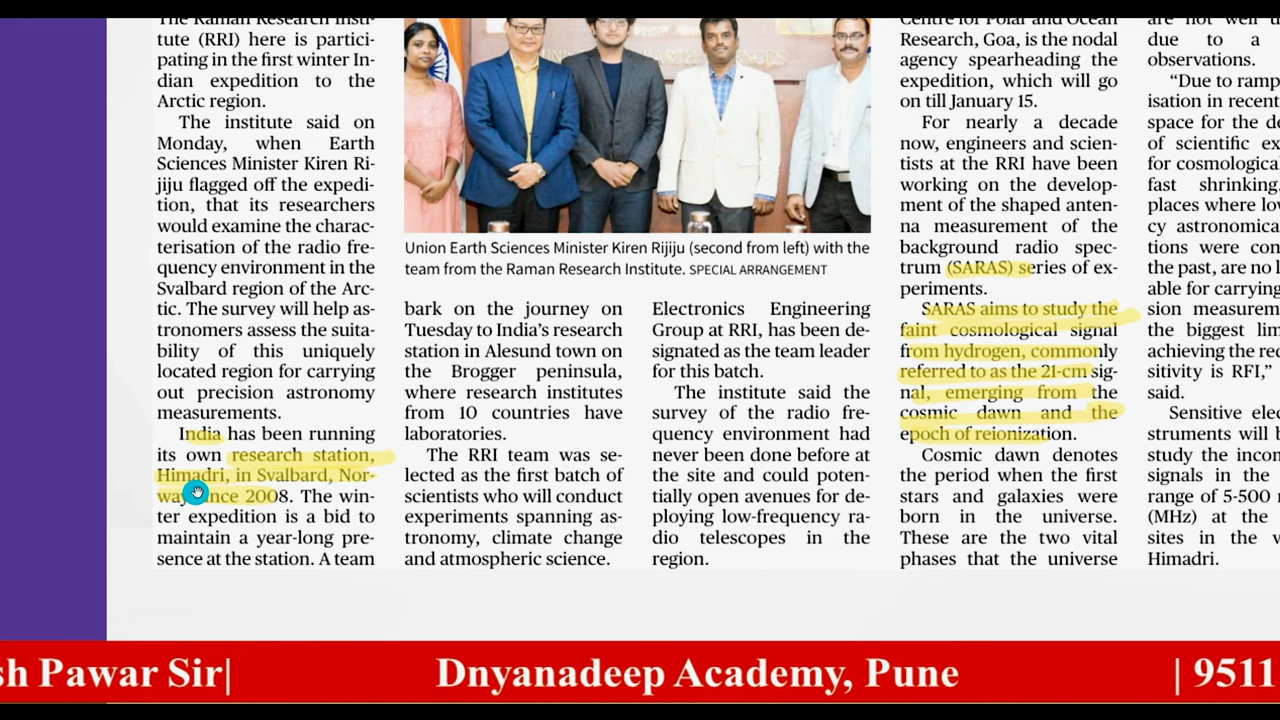 The Raman Research Insti-
tute (RRI) here is partici-
pating in the first winter In-
dian expedition to the
Arctic region.
The institute said on
Monday, when Earth
Sciences Minister Kiren Ri-
jiju flagged off the expedi-
tion, that its researchers
would examine the charac-
terisation of the radio fre-
quency environment in the
Svalbard region of the Arc-
tic. The survey will help as-
tronomers assess the suita-
bility of this uniquely
located region for carrying
out precision astronomy
measurements.
India has been running
its own research station,
Himadri, in Svalbard, Nor-
way since 2008. The win-
ter expedition is a bid to
maintain a year-long pre-
sence at the station. A team
Union Earth Sciences Minister Kiren Rijiju (second from left) with the
team from the Raman Research Institute. SPECIAL ARRANGEMENT
bark on the journey on
Tuesday to India's research
station in Alesund town on
the Brogger peninsula,
where research institutes
from 10 countries have
laboratories.
The RRI team was se-
lected as the first batch of
scientists who will conduct
experiments spanning as-
tronomy, climate change
and atmospheric science.
Electronics Engineering
Group at RRI, has been de-
signated as the team leader
for this batch.
The institute said the
survey of the radio fre-
quency environment had
never been done before at
the site and could poten-
tially open avenues for de-
ploying low-frequency ra-
dio telescopes in the
region.
Centre for Polar and Ocean
Research, Goa, is the nodal
agency spearheading the
expedition, which will go
on till January 15.
For nearly a decade
now, engineers and scien-
tists at the RRI have been
working on the develop-
ment of the shaped anten-
na measurement of the
background radio spec-
trum (SARAS) series of ex-
periments.
SARAS aims to study the
faint cosmological signal
from hydrogen, commonly
referred to as the 21-cm sig-
nal, emerging from the
cosmic dawn and the
epoch of reionization.
Cosmic dawn denotes
the period when the first
stars and galaxies were
born in the universe.
These are the two vital
phases that the universe
are not well
due to a
observations.
"Due to ramp
isation in recent
space for the de
of scientific ex
for cosmological
fast shrinking.
places where lov
cy astronomica
tions were con
the past, are no l
able for carrying
sion measurem
the biggest lim
achieving the rec
sitivity is RFI,"
said.
Sensitive elec
struments will b
study the incon
signals in the
range of 5-500
(MHz) at the
sites in the v
Himadri.
sh Pawar Sir| Dnyanadeep Academy, Pune | 9511